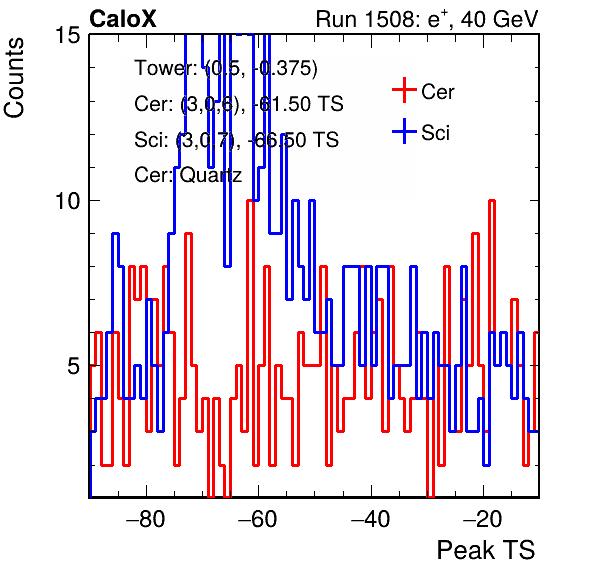 CaloX
Run 1508: e+, 40 GeV
Counts
15
10
5
Tower: (0.5, -0.375)
Cer: (3,0,6), -61.50 TS
Sci: (3,0,7), -66.50 TS
Cer: Quartz
Cer
Sci
−80
−60
−40
−20
Peak TS